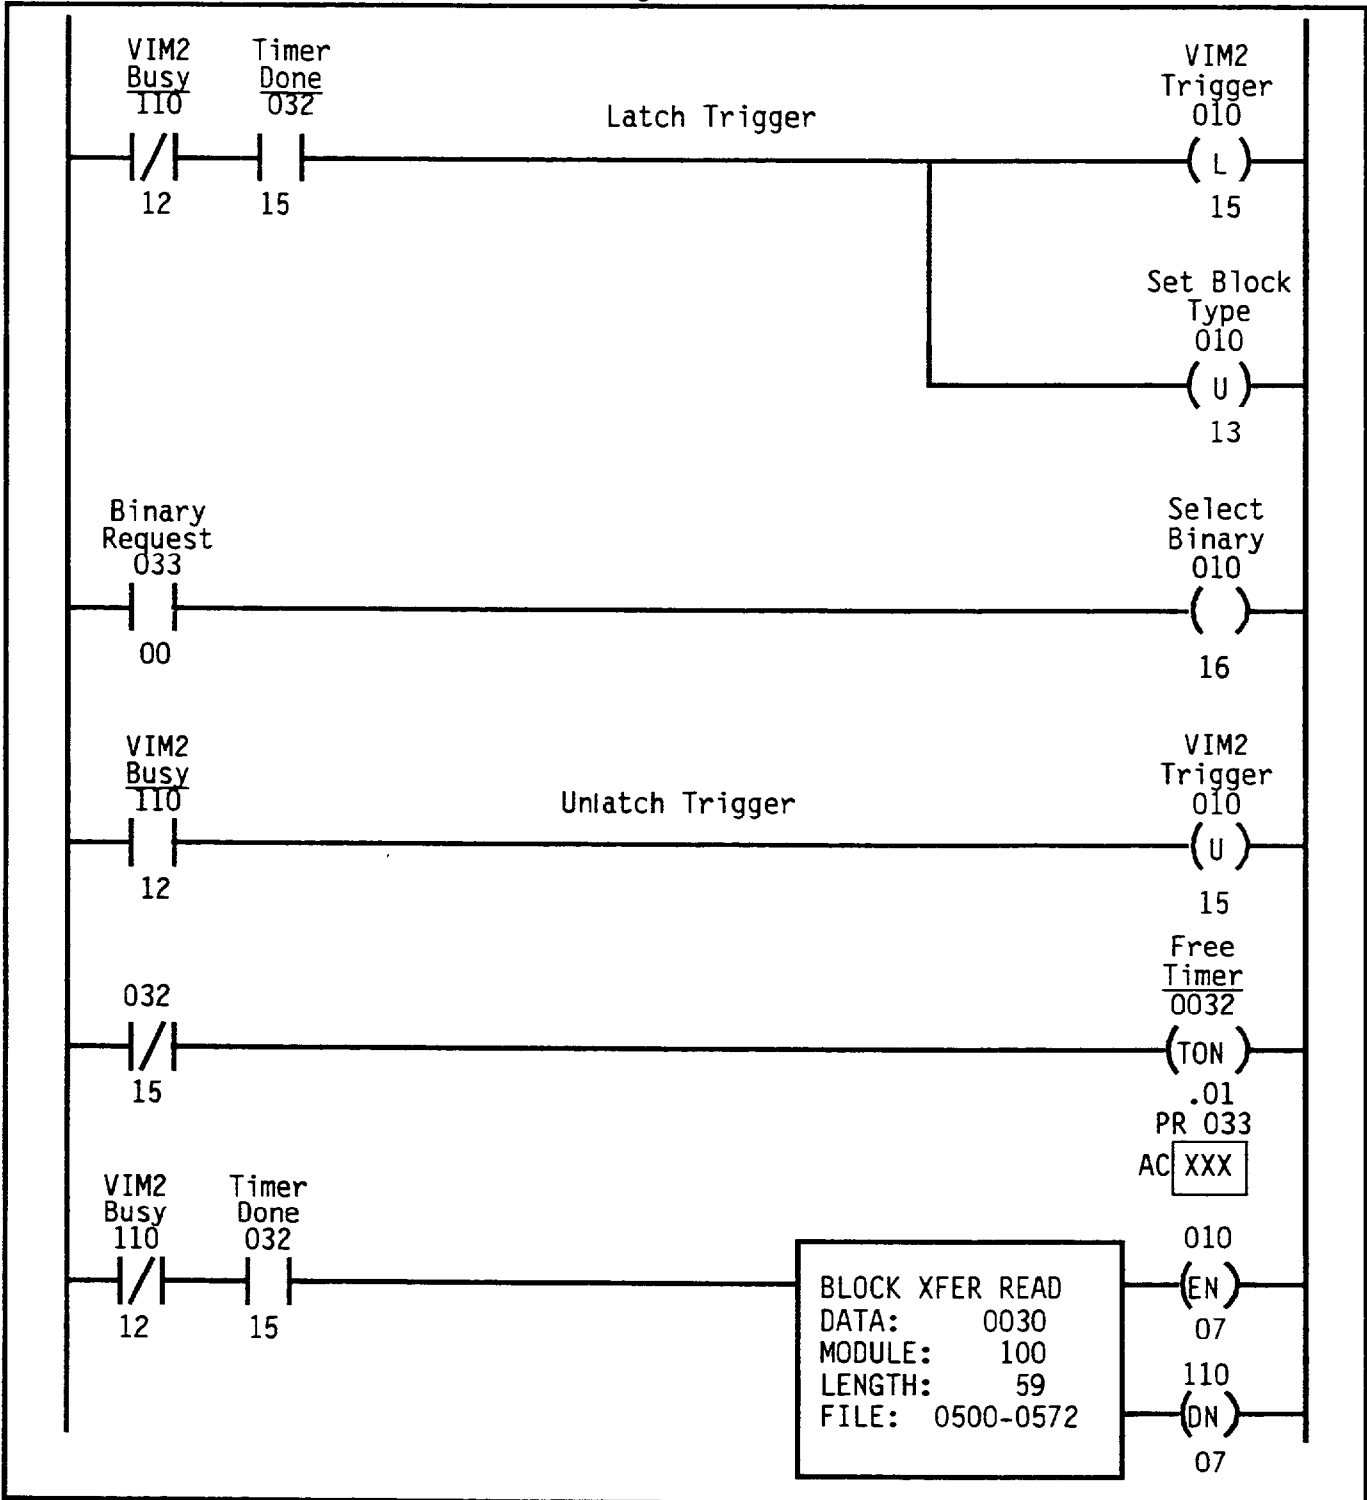 VIM2 Timer VIM2
Busy Done Trigger
110 032 010
Latch Trigger
( L )
12 15 15
Set Block
Type
010
( U )
13
Binary Select
Request Binary
033 010
( )
00 16
VIM2 VIM2
Busy Trigger
110 010
Unlatch Trigger
( U )
12 15
Free
Timer
032 0032
(TON )
15 .01
PR 033
AC XXX
VIM2 Timer
Busy Done
110 032 010
BLOCK XFER READ (EN )
12 15 DATA: 0030 07
MODULE: 100
LENGTH: 59 110
FILE: 0500-0572 (DN )
07